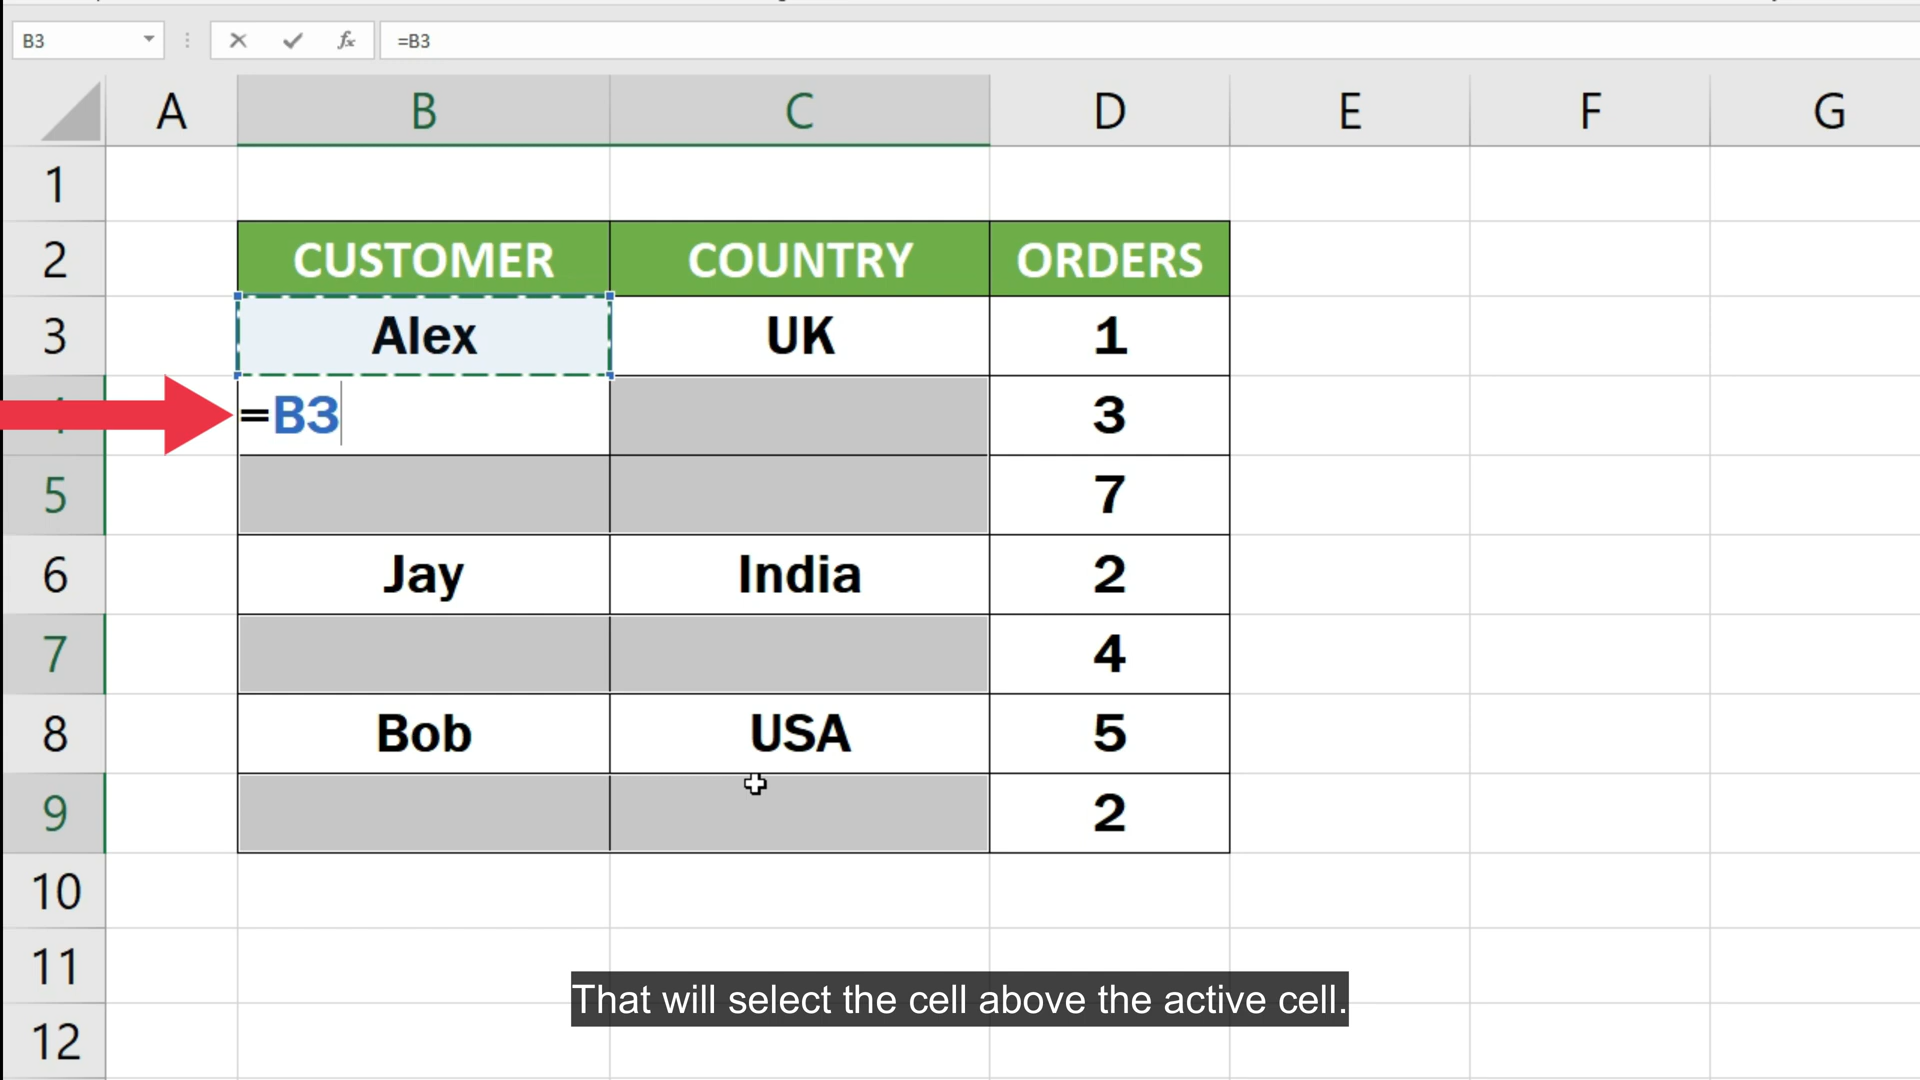 B3 =B3
A B C D E F G
1
2 CUSTOMER COUNTRY ORDERS
3 Alex UK 1
=B3 3
5 7
6 Jay India 2
7 4
8 Bob USA 5
9 2
10
11
That will select the cell above the active cell.
12